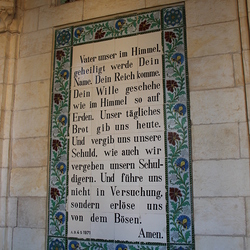 Vater unser im Himmel,
geheiligt werde Dein
Name. Dein Reich komme.
Dein Wille geschehe
wie im Himmel so auf
Erden. Unser tägliches
Brot gib uns heute.
Und vergib uns unsere
Schuld, wie auch wir
vergeben unsern Schul-
digern. Und führe uns
nicht in Versuchung,
sondern erlöse uns
von dem Bösen.
Amen.